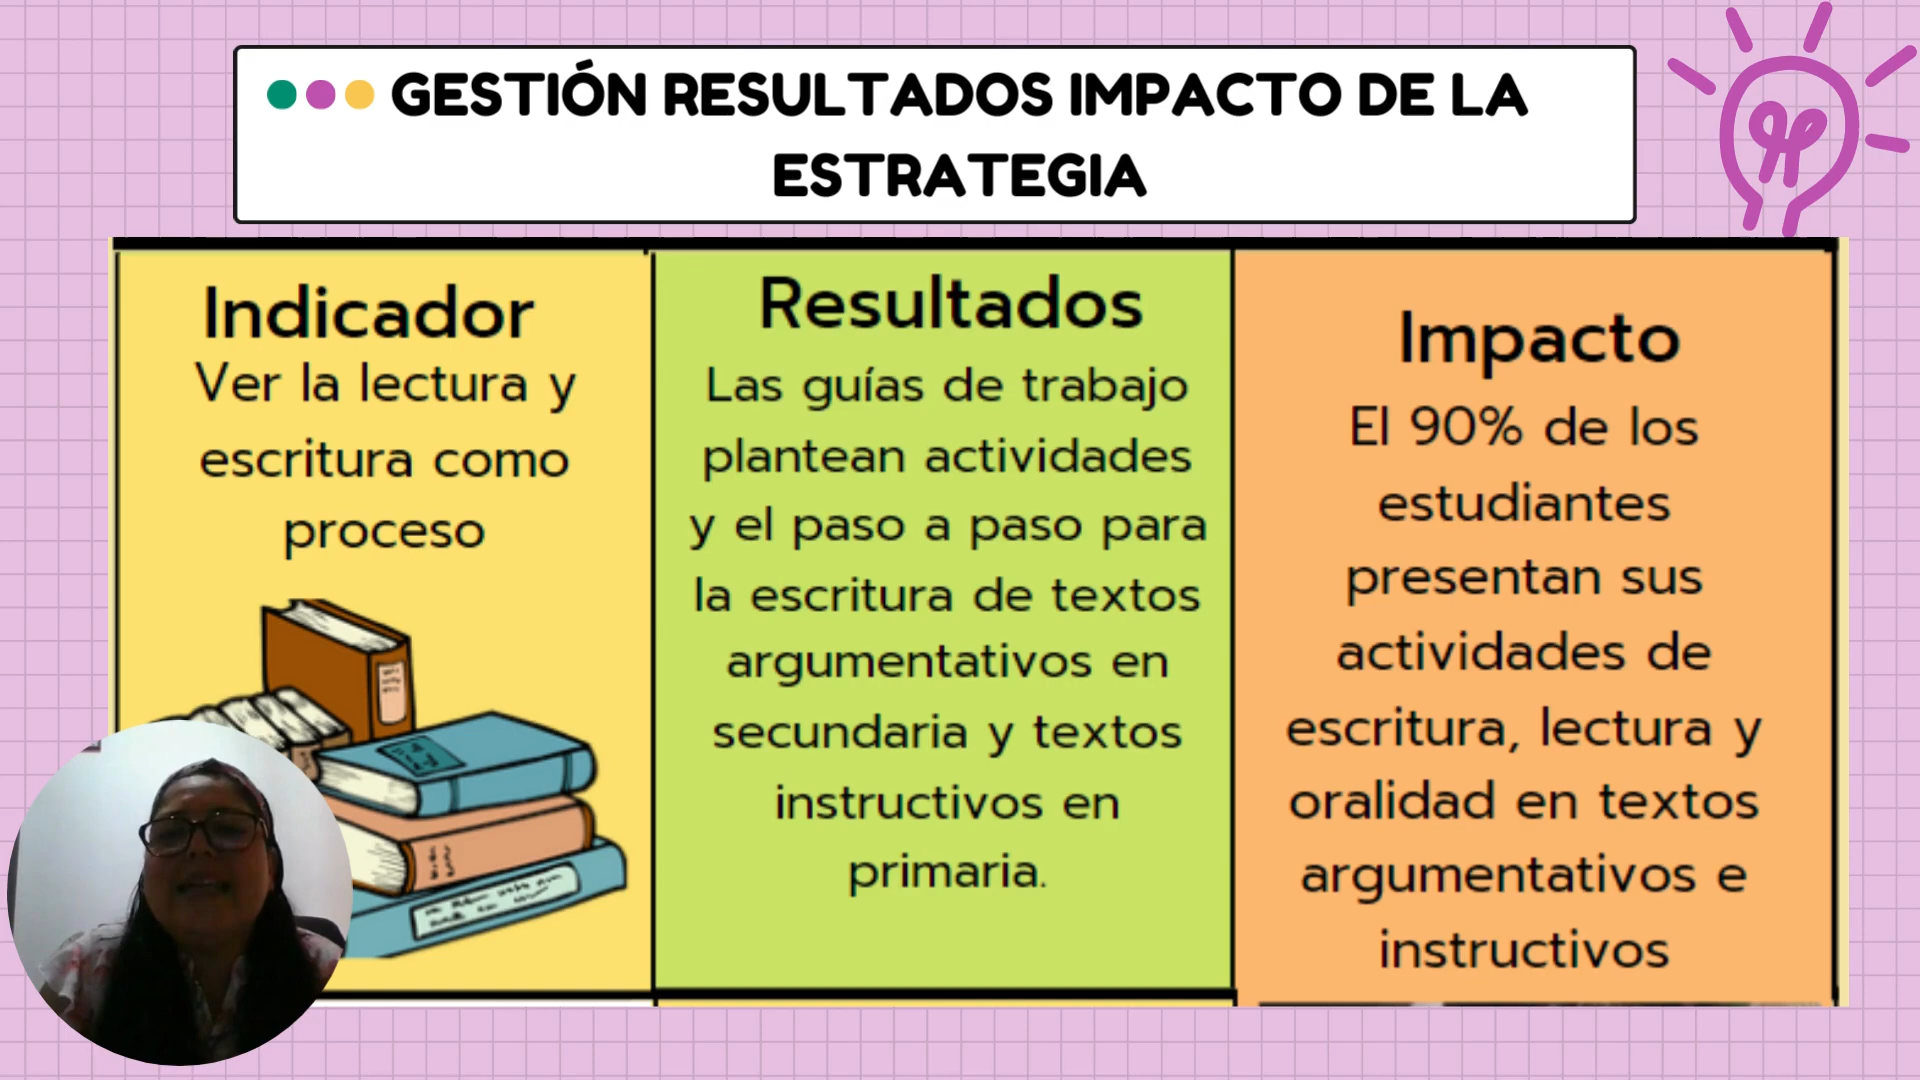 GESTIÓN RESULTADOS IMPACTO DE LA
ESTRATEGIA
Indicador
Ver la lectura y
escritura como
proceso
Resultados
Las guías de trabajo
plantean actividades
y el paso a paso para
la escritura de textos
argumentativos en
secundaria y textos
instructivos en
primaria.
Impacto
El 90% de los
estudiantes
presentan sus
actividades de
escritura, lectura y
oralidad en textos
argumentativos e
instructivos